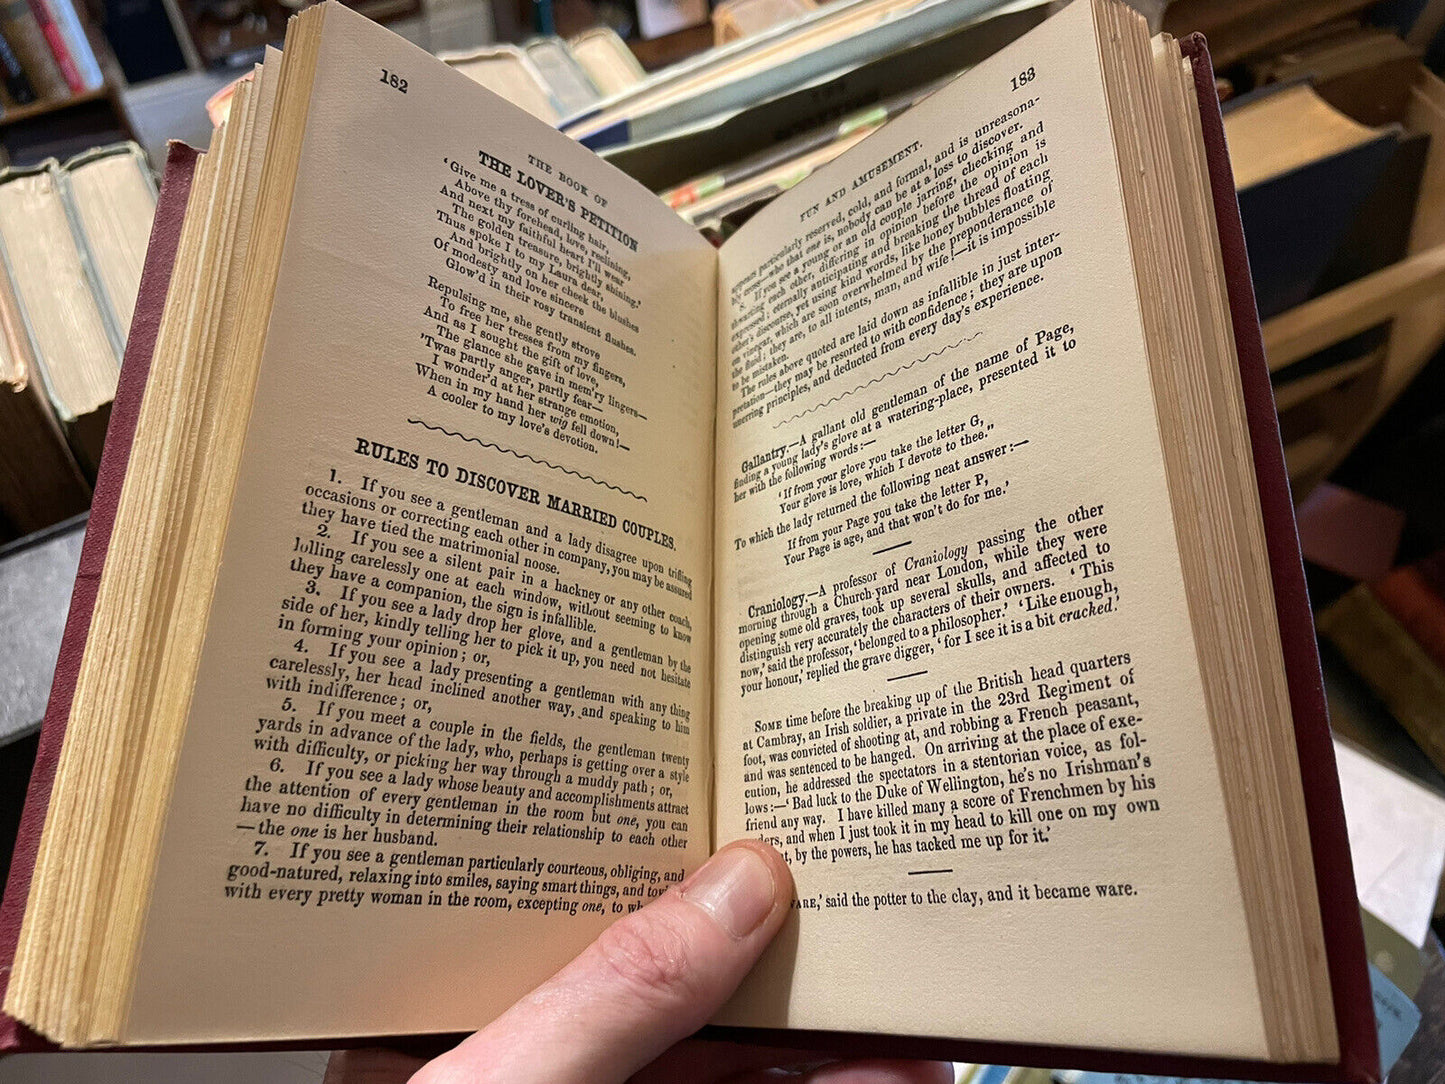 182
THE BOOK OF
THE LOVER'S PETITION
'Give me a tress of curling hair,
Above thy forehead, love, reclining,
And next my faithful heart I'll wear
The golden treasure, brightly shining.'
Thus spoke I to my Laura dear,
And brightly on her cheek the blushes
Of modesty and love sincere
Glow'd in their rosy transient flushes.
Repulsing me, she gently strove
To free her tresses from my fingers,
And as I sought the gift of love,
The glance she gave in mem'ry lingers—
'Twas partly anger, partly fear—
I wonder'd at her strange emotion,
When in my hand her wig fell down!—
A cooler to my love's devotion.
RULES TO DISCOVER MARRIED COUPLES.
1. If you see a gentleman and a lady disagree upon trifling
occasions or correcting each other in company, you may be assured
they have tied the matrimonial noose.
2. If you see a silent pair in a hackney or any other coach,
lolling carelessly one at each window, without seeming to know
they have a companion, the sign is infallible.
3. If you see a lady drop her glove, and a gentleman by the
side of her, kindly telling her to pick it up, you need not hesitate
in forming your opinion; or,
4. If you see a lady presenting a gentleman with any thing
carelessly, her head inclined another way, and speaking to him
with indifference; or,
5. If you meet a couple in the fields, the gentleman twenty
yards in advance of the lady, who, perhaps is getting over a style
with difficulty, or picking her way through a muddy path; or,
6. If you see a lady whose beauty and accomplishments attract
the attention of every gentleman in the room but one, you can
have no difficulty in determining their relationship to each other
—the one is her husband.
7. If you see a gentleman particularly courteous, obliging, and
good-natured, relaxing into smiles, saying smart things, and
with every pretty woman in the room, excepting one, to
183
FUN AND AMUSEMENT.
appears particularly reserved, cold, and formal, and is unreasona-
bly cross, who that one is, nobody can be at a loss to discover.
8. If you see a young or an old couple jarring, checking and
thwarting each other, differing in opinion before the opinion is
expressed; eternally anticipating and breaking the thread of each
other's discourse, yet using kind words, like honey bubbles floating
on vinegar, which are soon overwhelmed by the preponderance of
the fluid; they are, to all intents, man, and wife!—it is impossible
to be mistaken.
The rules above quoted are laid down as infallible in just inter-
pretation—they may be resorted to with confidence; they are upon
unerring principles, and deducted from every day's experience.
Gallantry.—A gallant old gentleman of the name of Page,
finding a young lady's glove at a watering-place, presented it to
her with the following words:—
'If from your glove you take the letter G,
Your glove is love, which I devote to thee."
To which the lady returned the following neat answer:—
If from your Page you take the letter P,
Your Page is age, and that won't do for me.'
Craniology.—A professor of Craniology passing the other
morning through a Church-yard near London, while they were
opening some old graves, took up several skulls, and affected to
distinguish very accurately the characters of their owners. 'This
now,' said the professor, 'belonged to a philosopher.' 'Like enough,
your honour,' replied the grave digger, 'for I see it is a bit cracked.'
SOME time before the breaking up of the British head quarters
at Cambray, an Irish soldier, a private in the 23rd Regiment of
foot, was convicted of shooting at, and robbing a French peasant,
and was sentenced to be hanged. On arriving at the place of exe-
cution, he addressed the spectators in a stentorian voice, as fol-
lows:—'Bad luck to the Duke of Wellington, he's no Irishman's
friend any way. I have killed many a score of Frenchmen by his
and when I just took it in my head to kill one on my own
by the powers, he has tacked me up for it.'
said the potter to the clay, and it became ware.